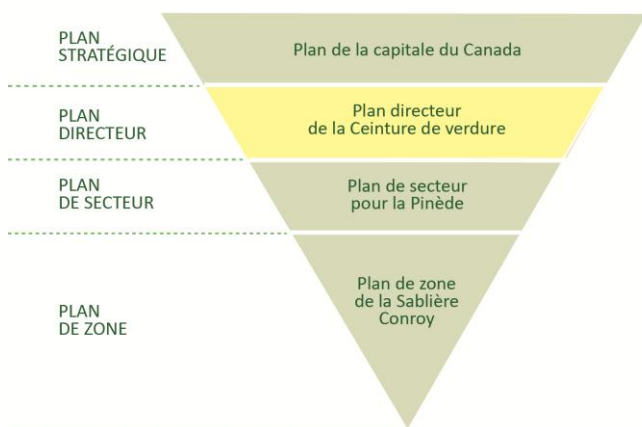 PLAN
STRATÉGIQUE
Plan de la capitale du Canada
PLAN
DIRECTEUR
Plan directeur
de la Ceinture de verdure
PLAN
DE SECTEUR
Plan de secteur
pour la Pinède
PLAN
DE ZONE
Plan de zone
de la Sablière
Conroy